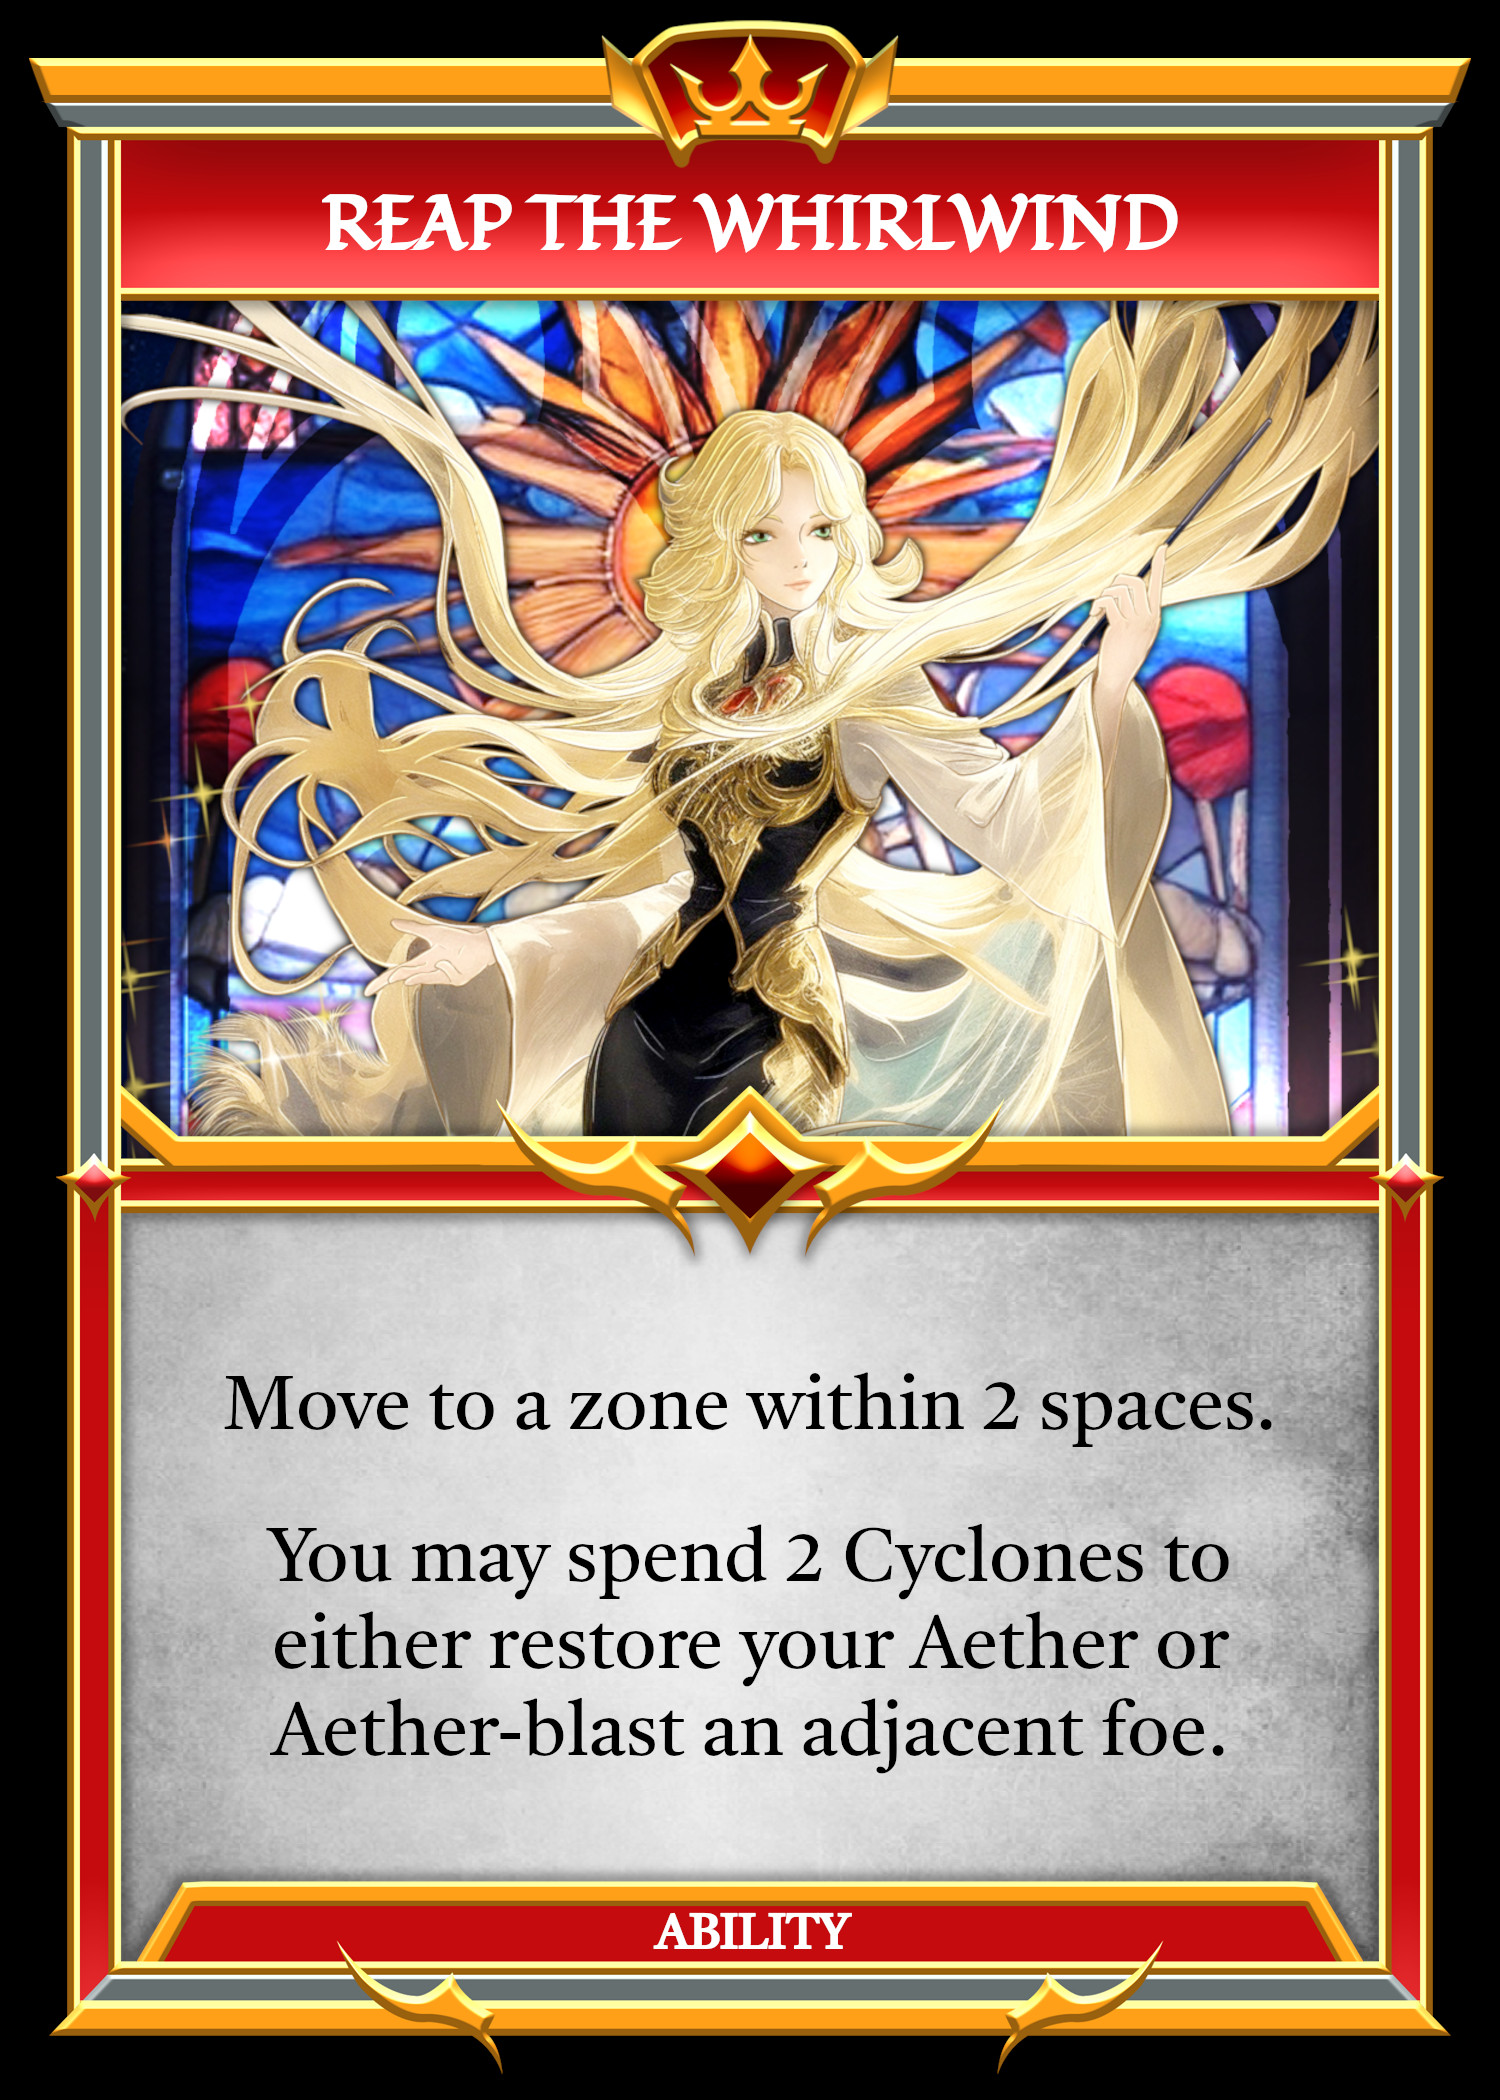 REAP THE WHIRLWIND
Move to a zone within 2 spaces.
You may spend 2 Cyclones to
either restore your Aether or
Aether-blast an adjacent foe.
ABILITY